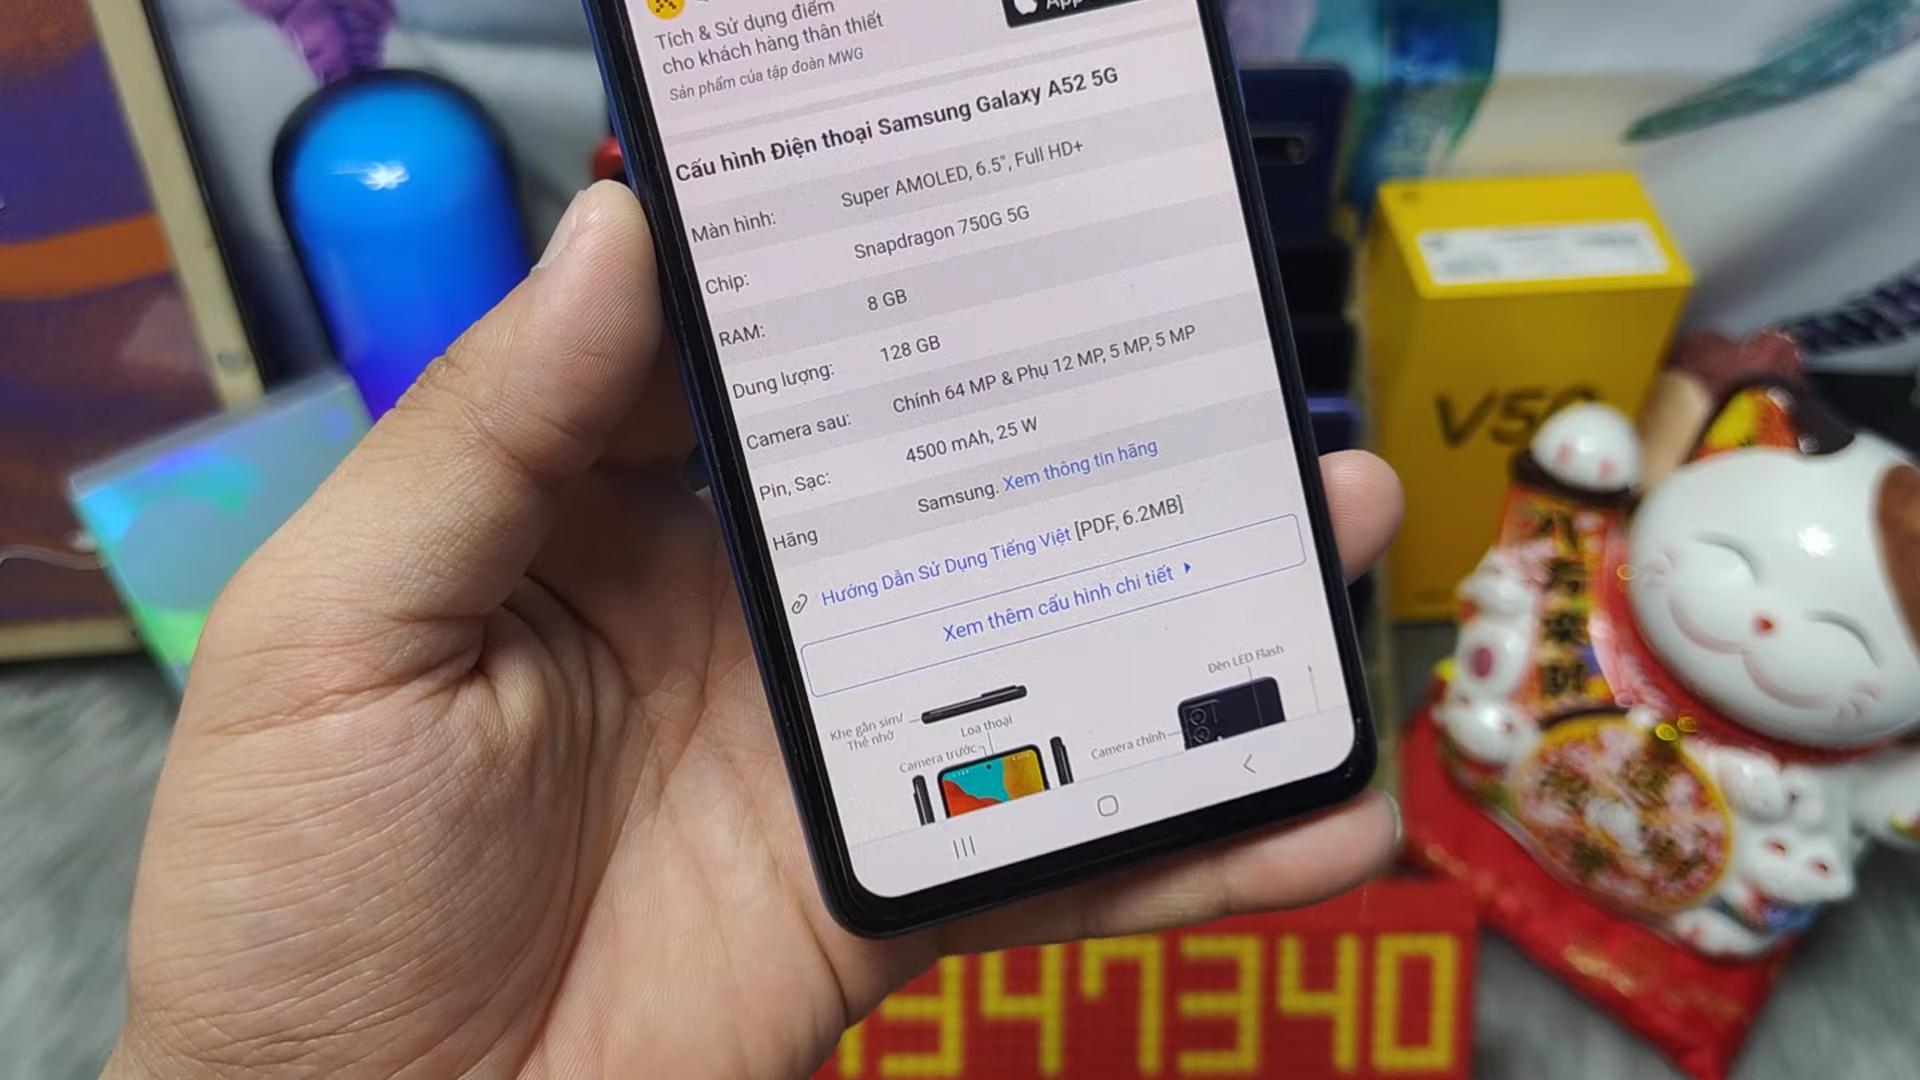 Tích & Sử dụng điểm
cho khách hàng thân thiết
Sản phẩm của tập đoàn MWG
App
Cấu hình Điện thoại Samsung Galaxy A52 5G
Màn hình: Super AMOLED, 6.5", Full HD+
Chip: Snapdragon 750G 5G
RAM: 8 GB
Dung lượng: 128 GB
Camera sau: Chính 64 MP & Phụ 12 MP, 5 MP, 5 MP
Pin, Sạc: 4500 mAh, 25 W
Hãng Samsung. Xem thông tin hãng
Hướng Dẫn Sử Dụng Tiếng Việt [PDF, 6.2MB]
Xem thêm cấu hình chi tiết
Khe gắn sim/
Thẻ nhớ
Loa thoại
Camera trước
Camera chính
Đèn LED Flash
V50
347340